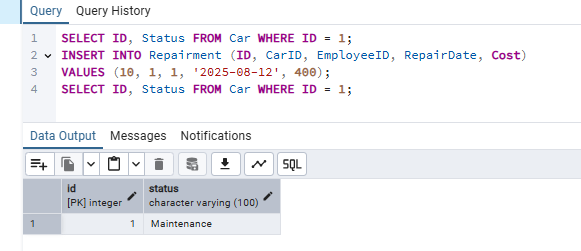 Query Query History
1 SELECT ID, Status FROM Car WHERE ID = 1;
2 INSERT INTO Repairment (ID, CarID, EmployeeID, RepairDate, Cost)
3 VALUES (10, 1, 1, '2025-08-12', 400);
4 SELECT ID, Status FROM Car WHERE ID = 1;
Data Output Messages Notifications
SQL
id status
[PK] integer character varying (100)
1 1 Maintenance